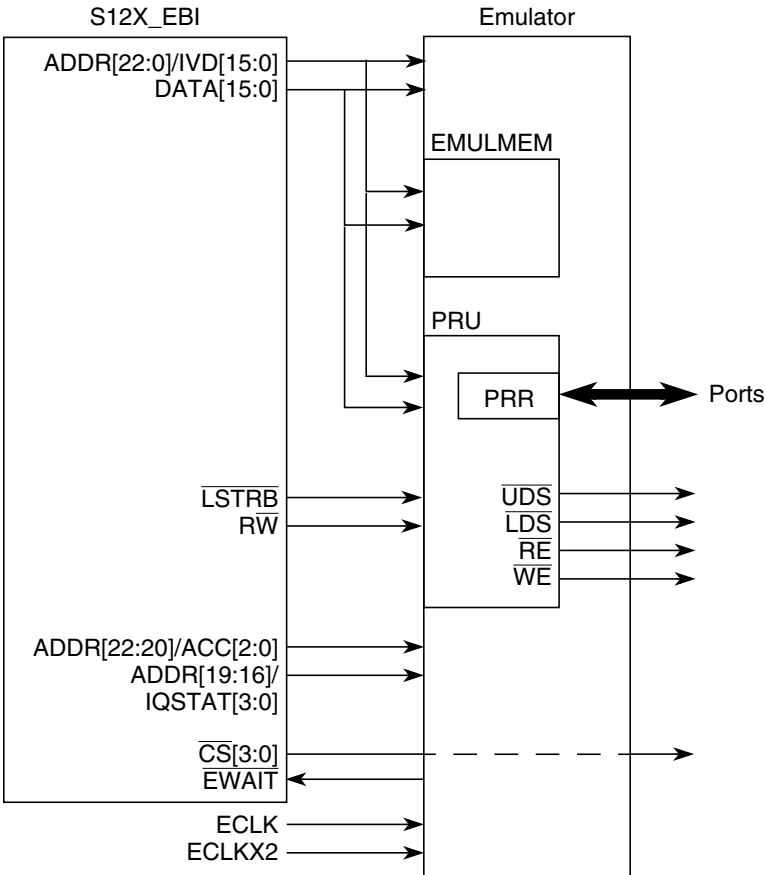 S12X_EBI
Emulator
ADDR[22:0]/IVD[15:0]
DATA[15:0]
EMULMEM
PRU
PRR
Ports
LSTRB
RW
UDS
LDS
RE
WE
ADDR[22:20]/ACC[2:0]
ADDR[19:16]/
IQSTAT[3:0]
CS[3:0]
EWAIT
ECLK
ECLKX2